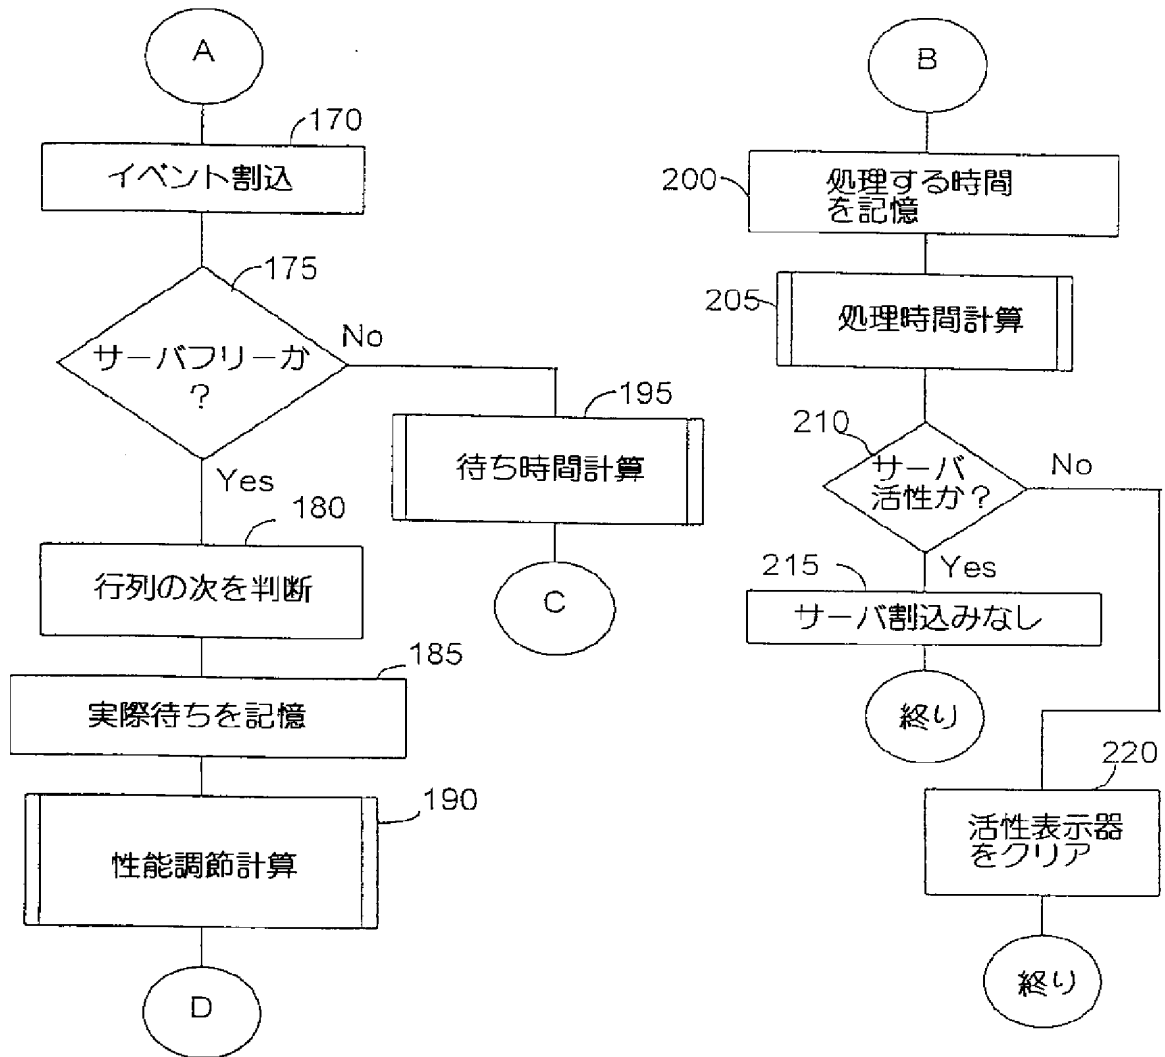 A
170
イベント割込
175
サーバフリーか
?
No
Yes
195
待ち時間計算
C
180
行列の次を判断
185
実際待ちを記憶
190
性能調節計算
D
B
200
処理する時間
を記憶
205
処理時間計算
210
サーバ
活性か?
No
Yes
215
サーバ割込みなし
終り
220
活性表示器
をクリア
終り